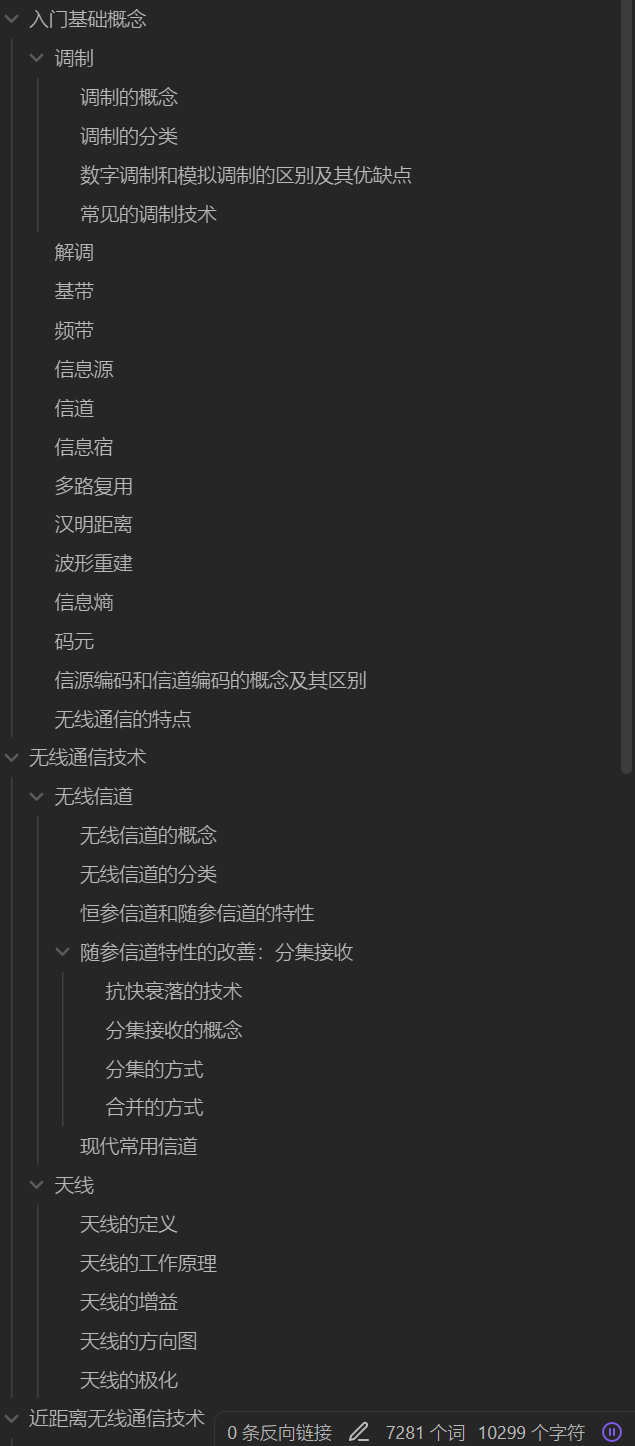 入门基础概念
调制
调制的概念
调制的分类
数字调制和模拟调制的区别及其优缺点
常见的调制技术
解调
基带
频带
信息源
信道
信息宿
多路复用
汉明距离
波形重建
信息熵
码元
信源编码和信道编码的概念及其区别
无线通信的特点
无线通信技术
无线信道
无线信道的概念
无线信道的分类
恒参信道和随参信道的特性
随参信道特性的改善：分集接收
抗快衰落的技术
分集接收的概念
分集的方式
合并的方式
现代常用信道
天线
天线的定义
天线的工作原理
天线的增益
天线的方向图
天线的极化
近距离无线通信技术
0 条反向链接 7281 个词 10299 个字符